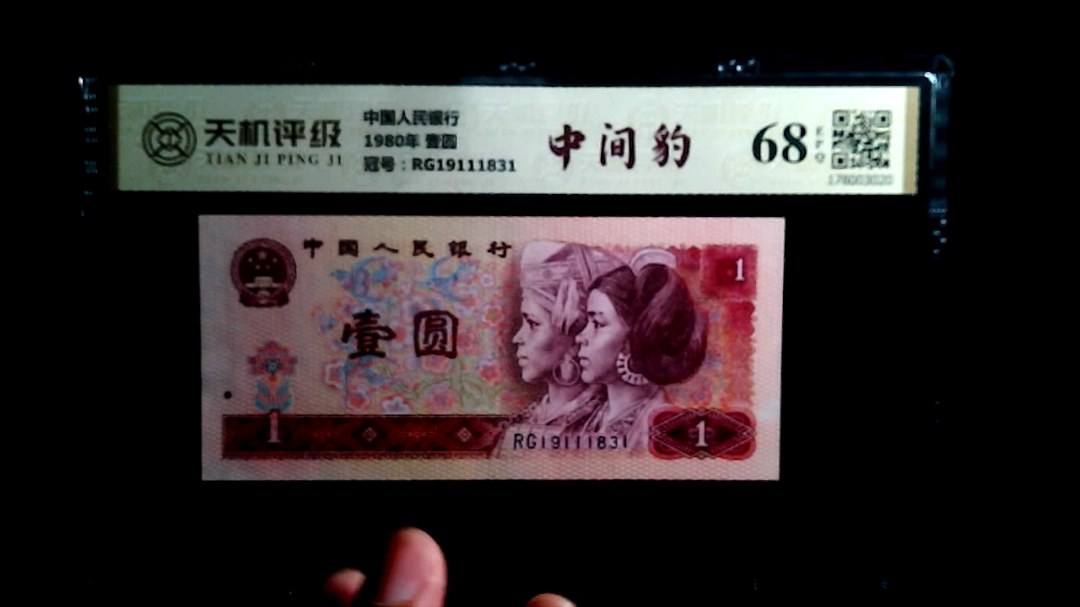 天机评级
TIAN JI PING JI
中国人民银行
1980年 壹圆
冠号：RG19111831
中间豹
68
EPQ
176003020
中国人民银行
1
壹圆
1
RG19111831
1